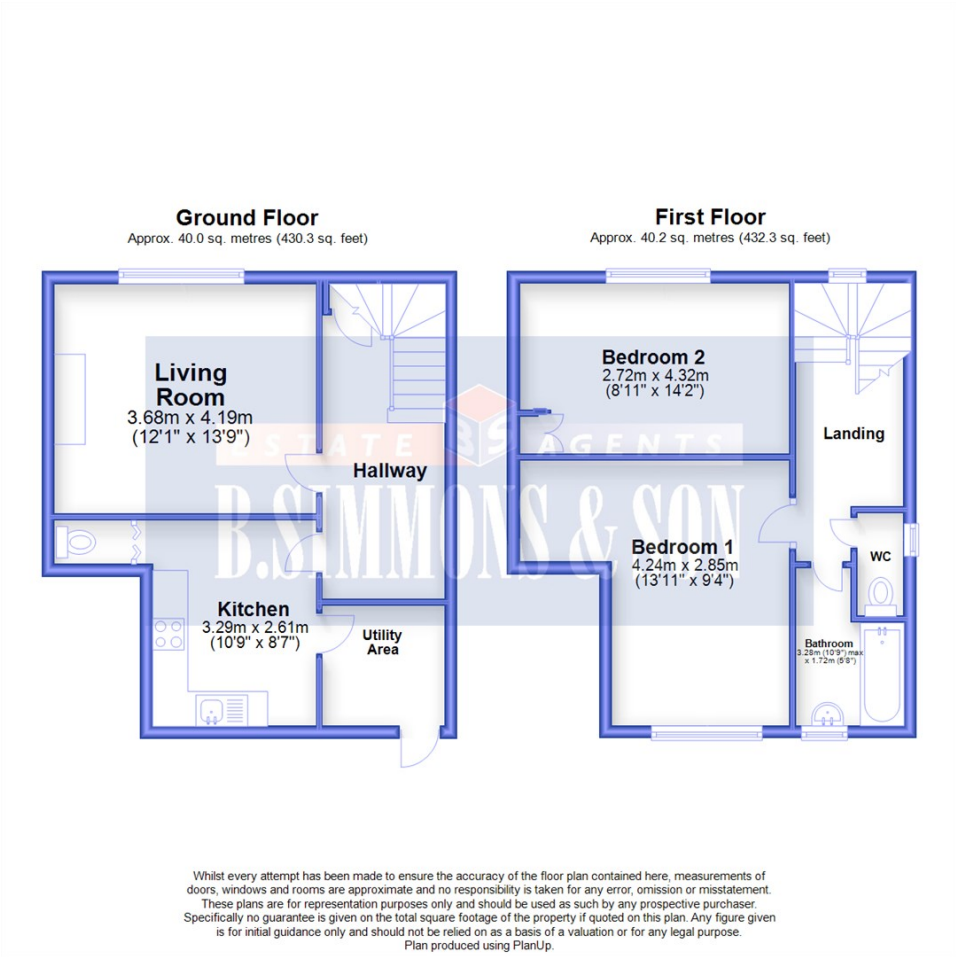 Ground Floor
Approx. 40.0 sq. metres (430.3 sq. feet)
Living
Room
3.68m x 4.19m
(12'1" x 13'9")
Hallway
Kitchen
3.29m x 2.61m
(10'9" x 8'7")
Utility
Area
First Floor
Approx. 40.2 sq. metres (432.3 sq. feet)
Bedroom 2
2.72m x 4.32m
(8'11" x 14'2")
Landing
Bedroom 1
4.24m x 2.85m
(13'11" x 9'4")
WC
Bathroom
3.28m (10'9") max
x 1.72m (5'8")
ESTATE BS AGENTS
B.SIMMONS & SON
Whilst every attempt has been made to ensure the accuracy of the floor plan contained here, measurements of
doors, windows and rooms are approximate and no responsibility is taken for any error, omission or misstatement.
These plans are for representation purposes only and should be used as such by any prospective purchaser.
Specifically no guarantee is given on the total square footage of the property if quoted on this plan. Any figure given
is for initial guidance only and should not be relied on as a basis of a valuation or for any legal purpose.
Plan produced using PlanUp.